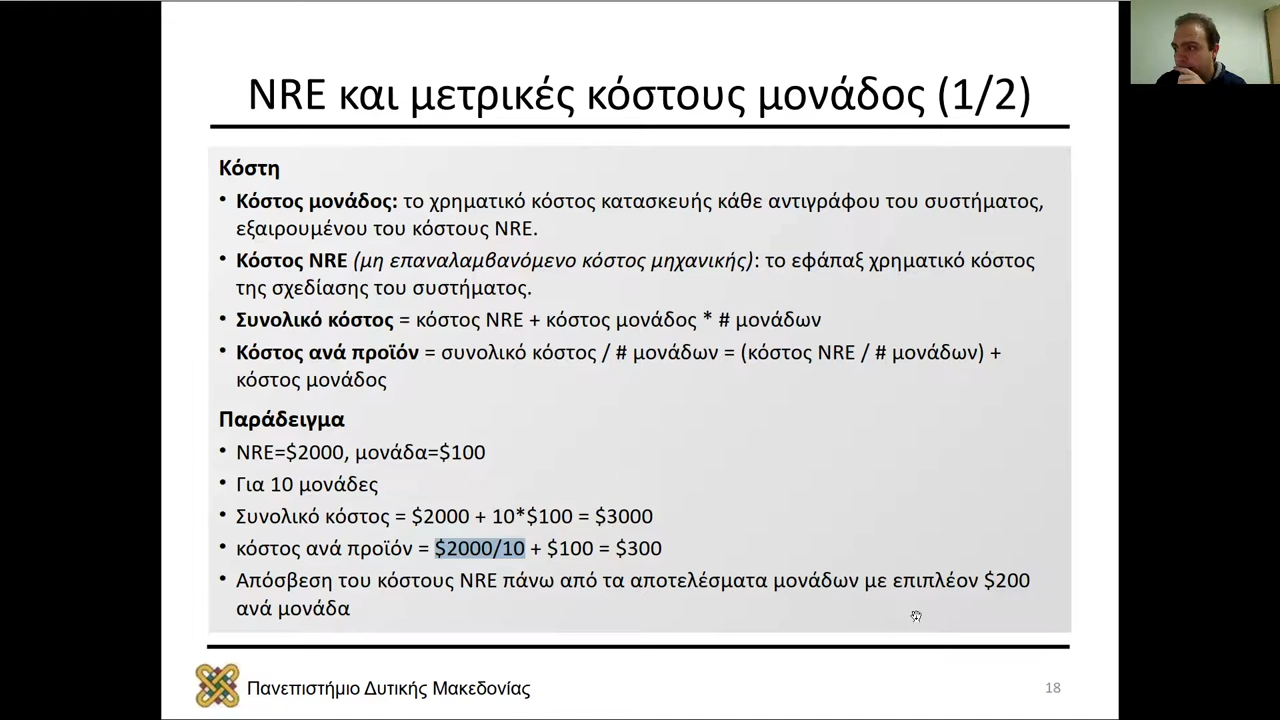 NRE και μετρικές κόστους μονάδος (1/2)
Κόστη
• Κόστος μονάδος: το χρηματικό κόστος κατασκευής κάθε αντιγράφου του συστήματος,
εξαιρουμένου του κόστους NRE.
• Κόστος NRE (μη επαναλαμβανόμενο κόστος μηχανικής): το εφάπαξ χρηματικό κόστος
της σχεδίασης του συστήματος.
• Συνολικό κόστος = κόστος NRE + κόστος μονάδος * # μονάδων
• Κόστος ανά προϊόν = συνολικό κόστος / # μονάδων = (κόστος NRE / # μονάδων) +
κόστος μονάδος
Παράδειγμα
• NRE=$2000, μονάδα=$100
• Για 10 μονάδες
• Συνολικό κόστος = $2000 + 10*$100 = $3000
• κόστος ανά προϊόν = $2000/10 + $100 = $300
• Απόσβεση του κόστους NRE πάνω από τα αποτελέσματα μονάδων με επιπλέον $200
ανά μονάδα
Πανεπιστήμιο Δυτικής Μακεδονίας
18